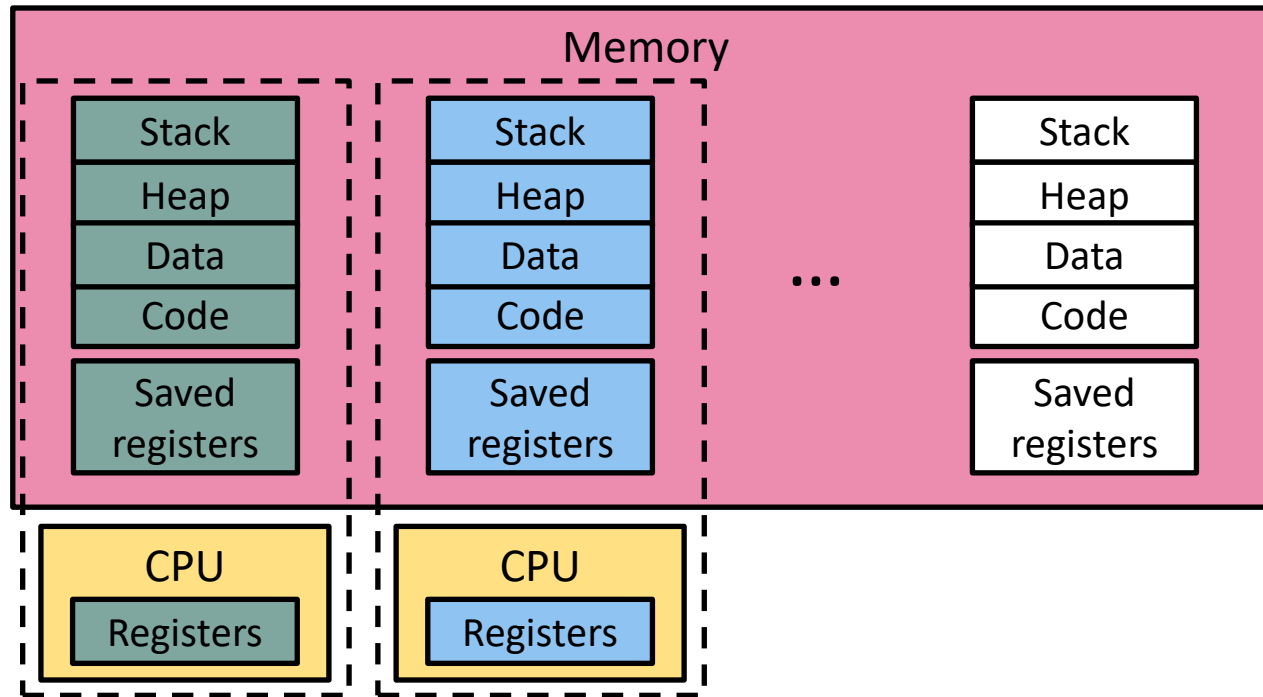 Memory
Stack
Heap
Data
Code
Saved
registers
CPU
Registers
Stack
Heap
Data
Code
Saved
registers
CPU
Registers
...
Stack
Heap
Data
Code
Saved
registers